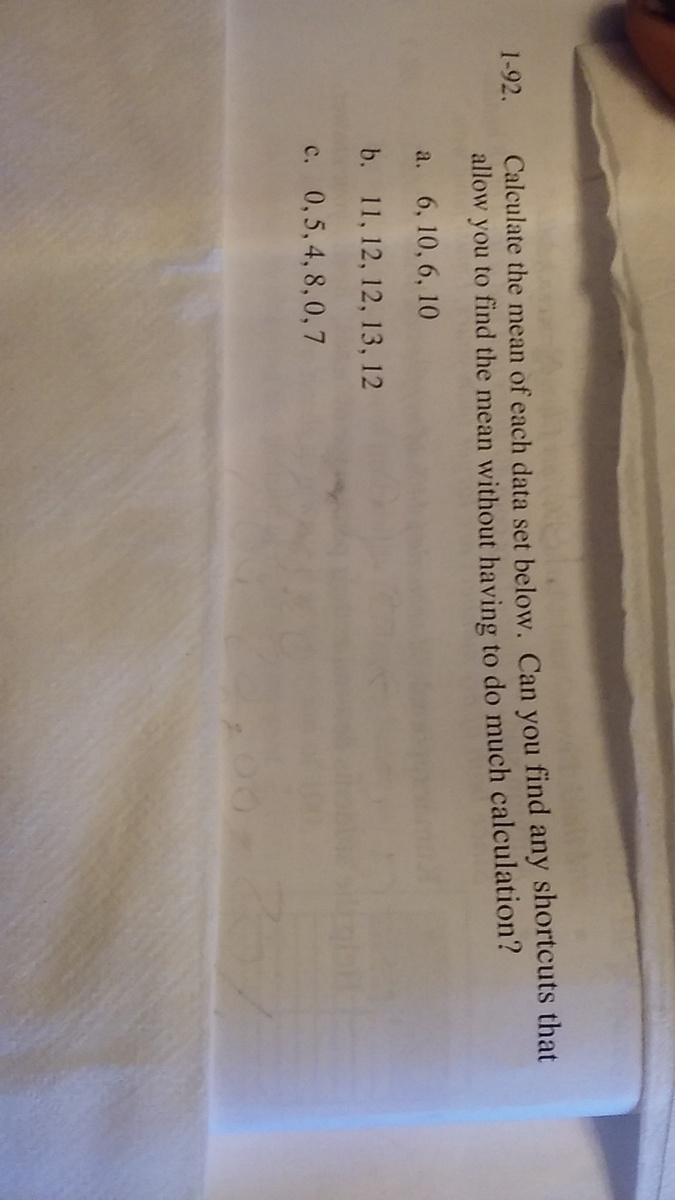 1-92. Calculate the mean of each data set below. Can you find any shortcuts that
allow you to find the mean without having to do much calculation?
a. 6, 10, 6, 10
b. 11, 12, 12, 13, 12
c. 0, 5, 4, 8, 0, 7